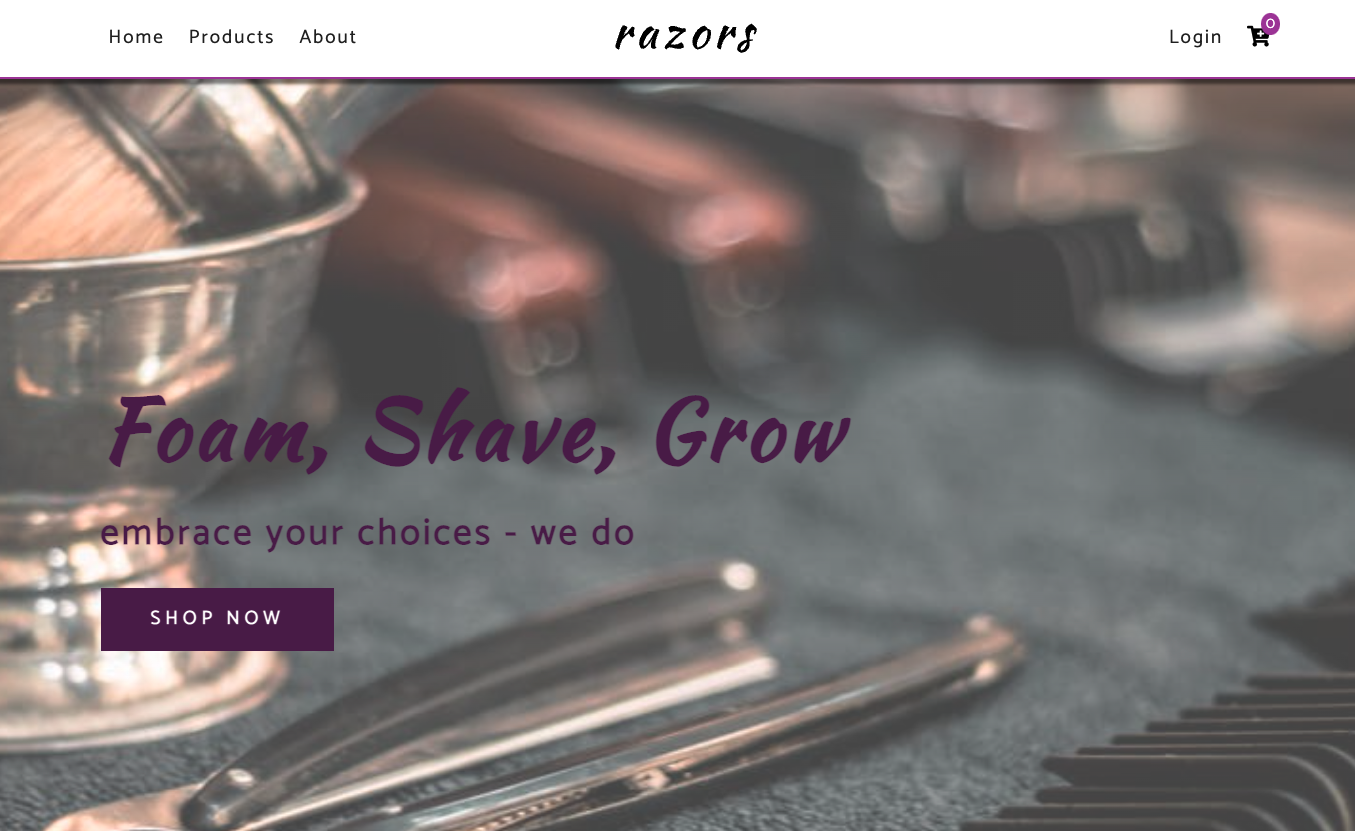 Home Products About
razors
Login
0
Foam, Shave, Grow
embrace your choices - we do
SHOP NOW